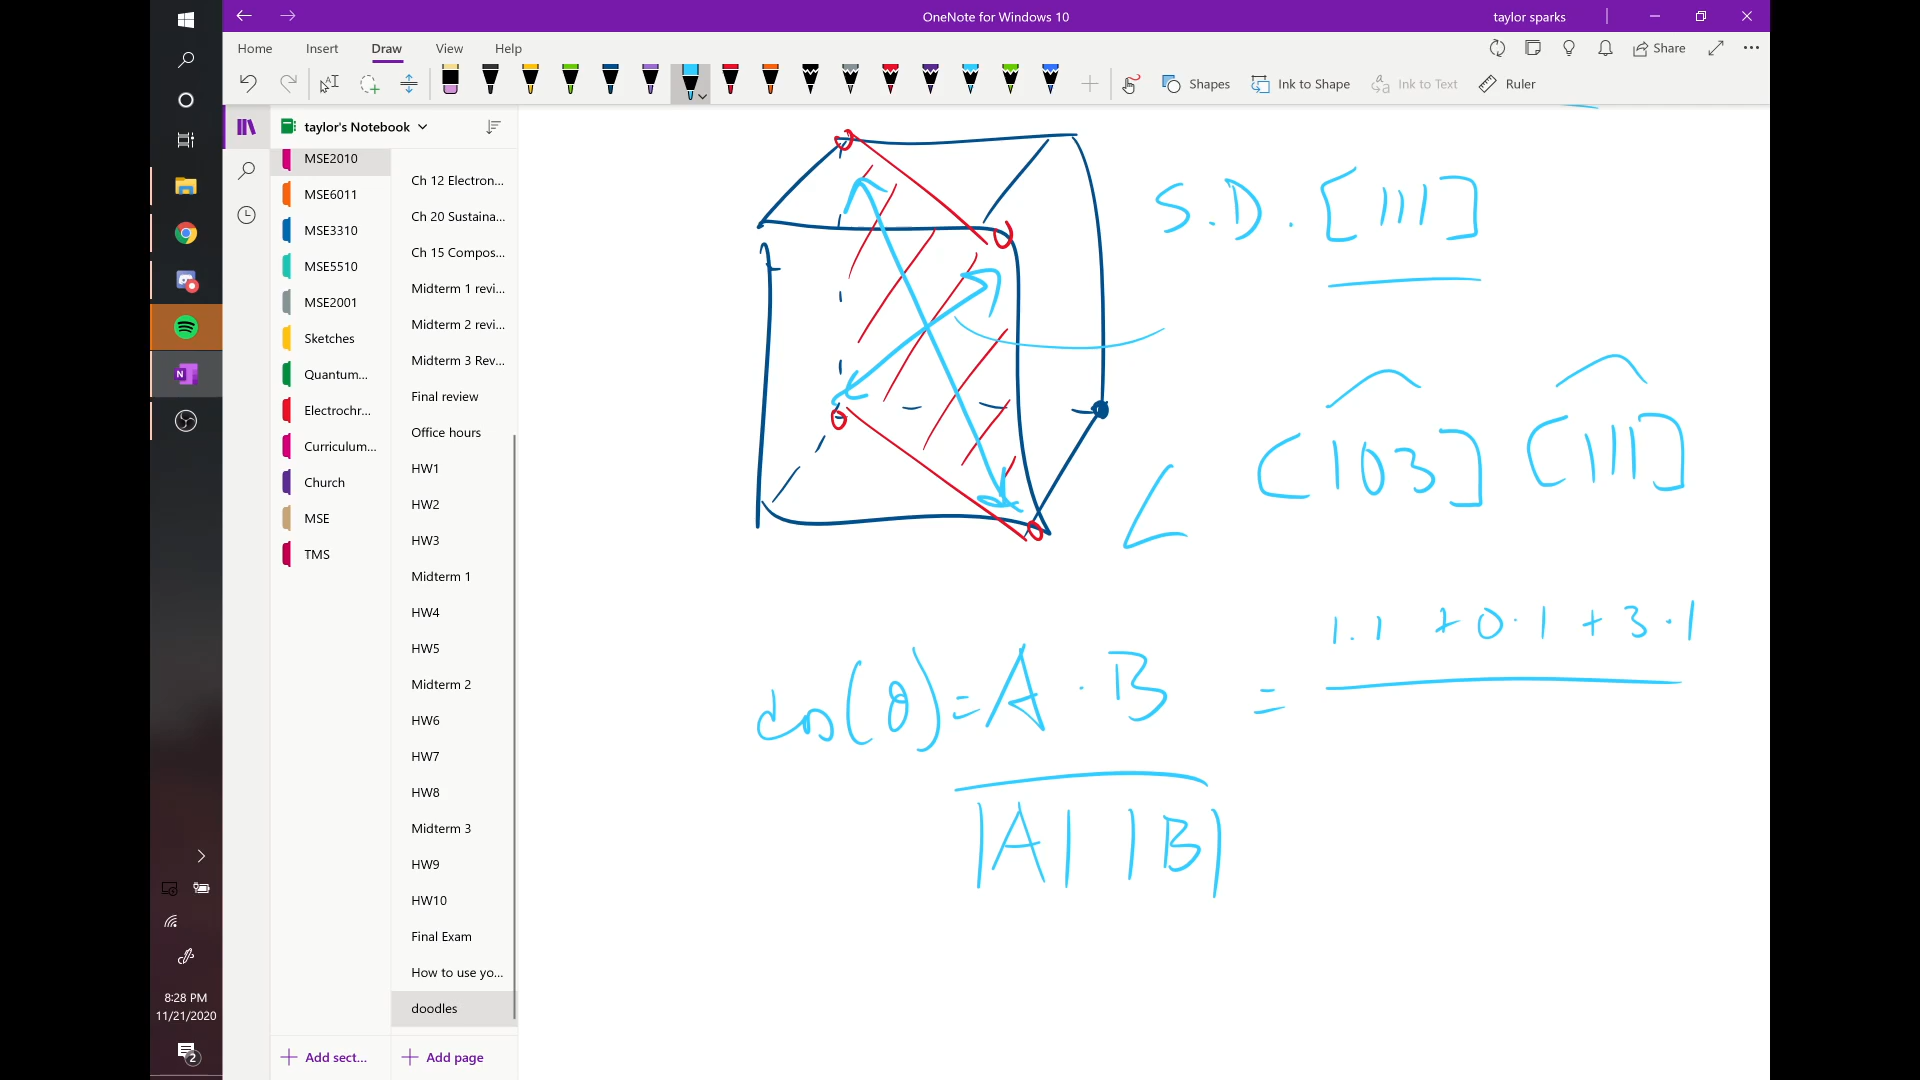 OneNote for Windows 10
taylor sparks
Home Insert Draw View Help
Share
Shapes Ink to Shape Ink to Text Ruler
taylor's Notebook
MSE2010
MSE6011
MSE3310
MSE5510
MSE2001
Sketches
Quantum...
Electrochr...
Curriculum...
Church
MSE
TMS
Add sect...
Ch 12 Electron...
Ch 20 Sustaina...
Ch 15 Compos...
Midterm 1 revi...
Midterm 2 revi...
Midterm 3 Rev...
Final review
Office hours
HW1
HW2
HW3
Midterm 1
HW4
HW5
Midterm 2
HW6
HW7
HW8
Midterm 3
HW9
HW10
Final Exam
How to use yo...
doodles
Add page
S.D. [111]
∠ [103] [111]
cos(θ) = A · B = 1.1 + 0·1 + 3·1
|A| |B|
N
8:28 PM
11/21/2020
2